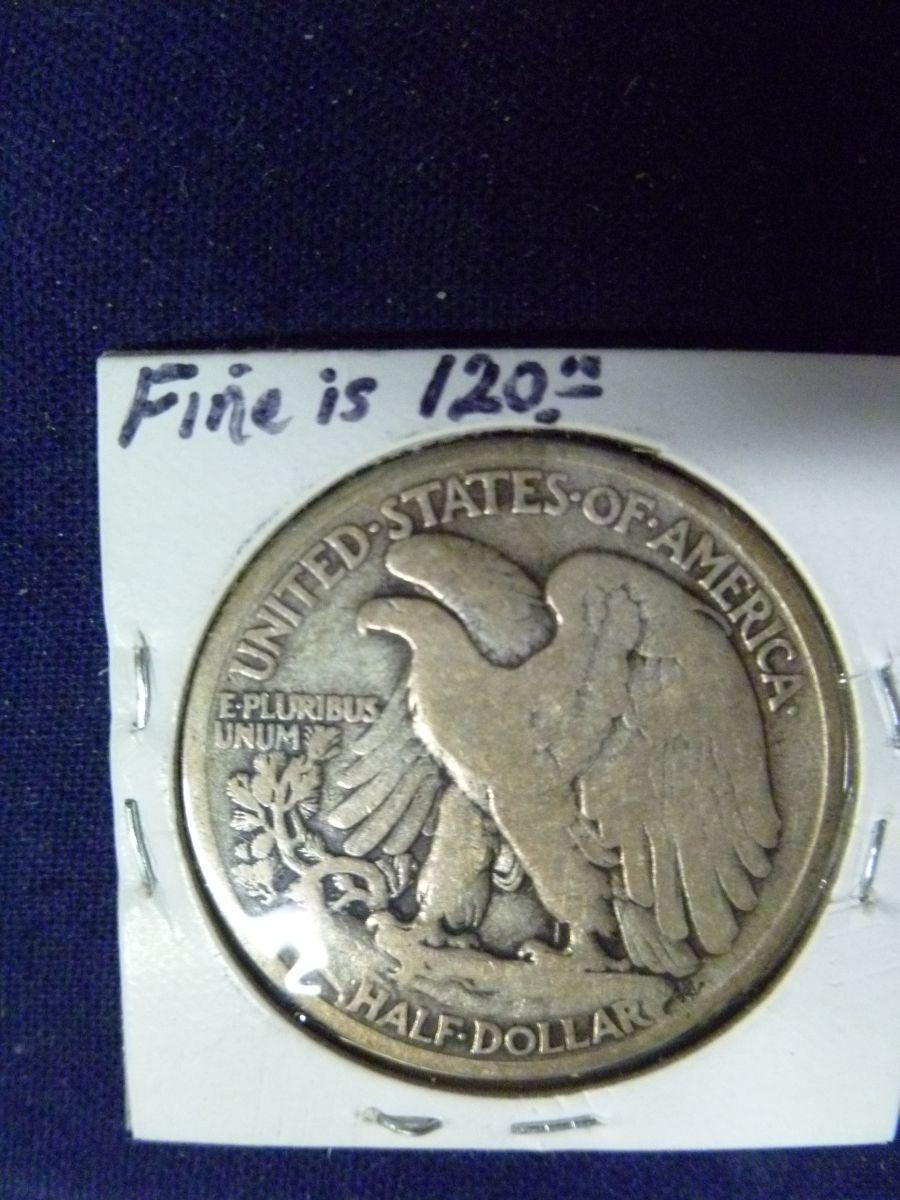 Fine is 120.00
UNITED·STATES·OF·AMERICA·
E·PLURIBUS
UNUM
HALF·DOLLAR